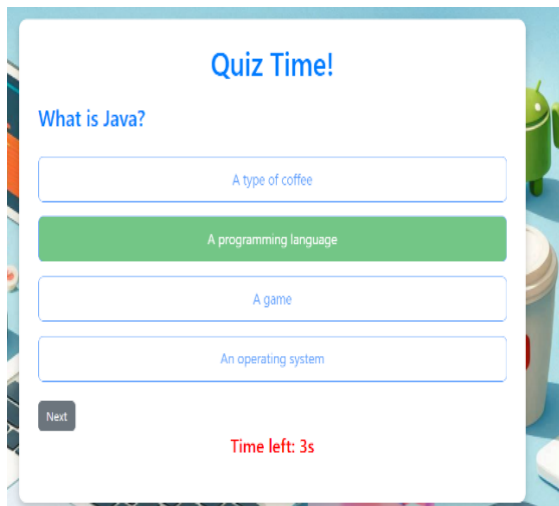 Quiz Time!
What is Java?
A type of coffee
A programming language
A game
An operating system
Next
Time left: 3s